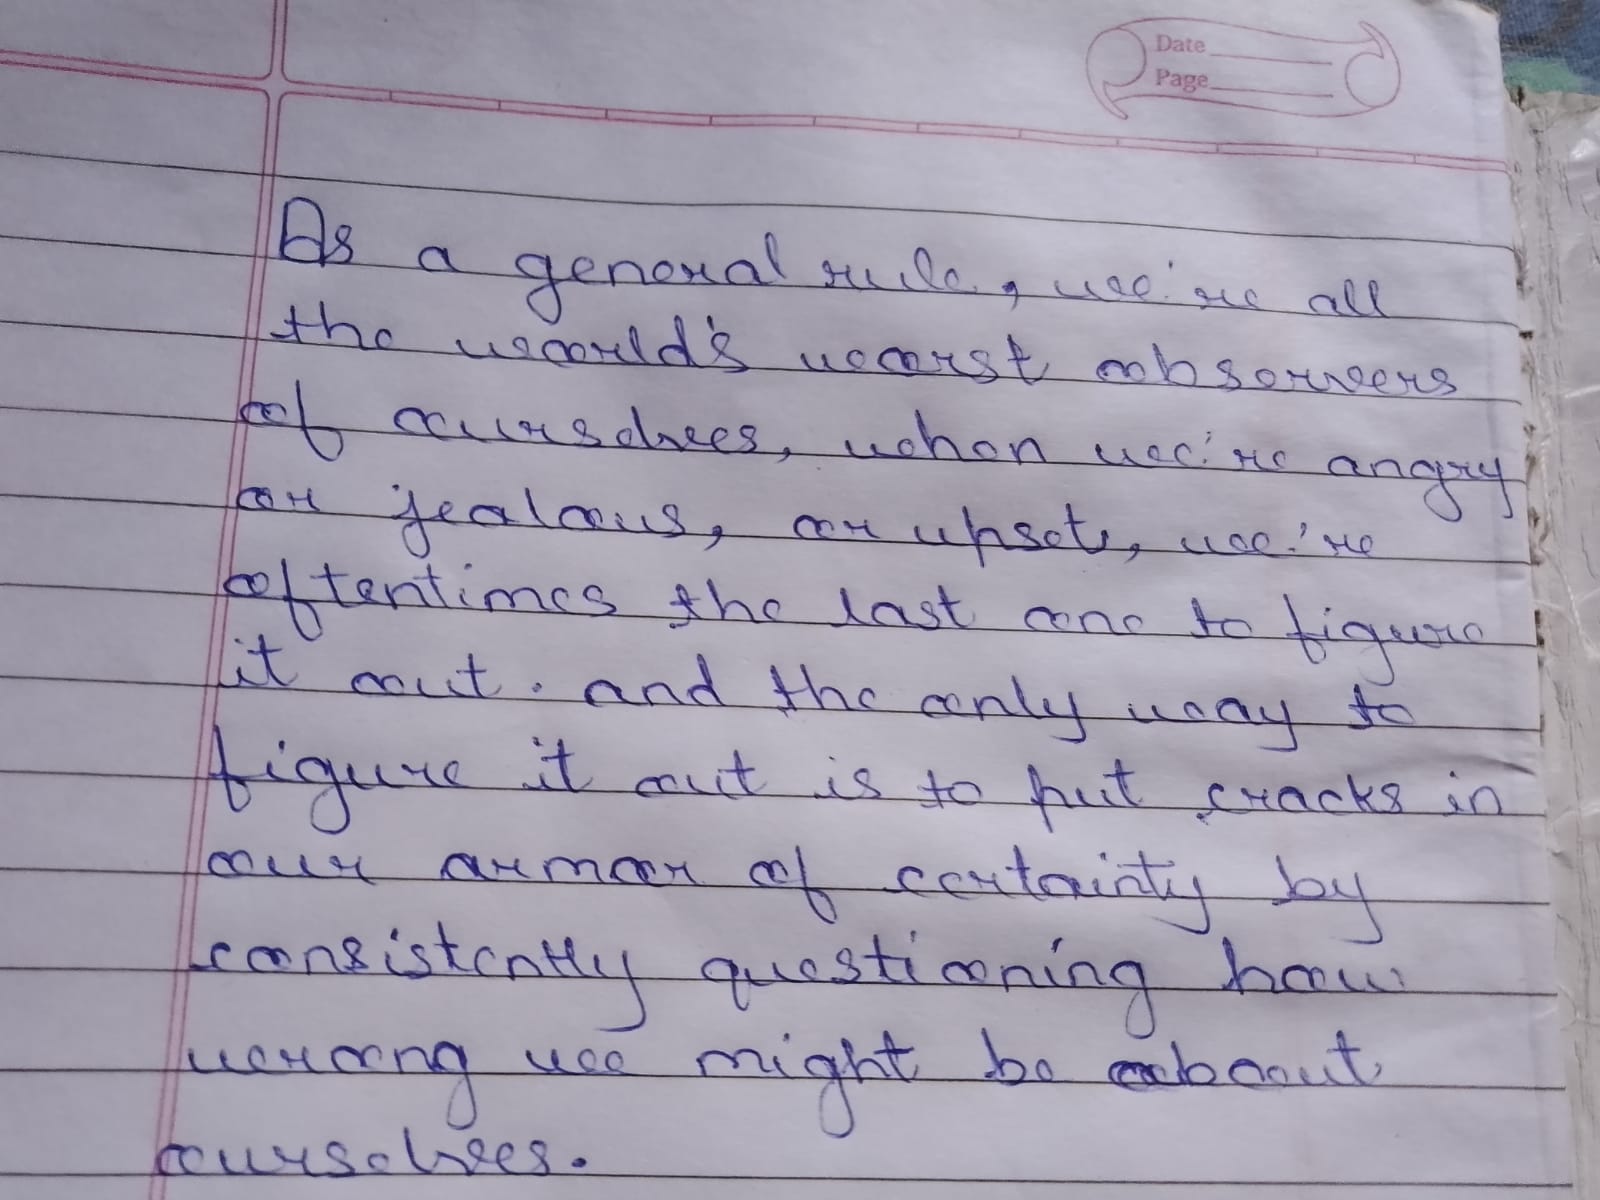 Date
Page
As a general rule, we're all
the world's worst observers
of ourselves, when we're angry
or jealous, or upset, we're
oftentimes the last one to figure
it out. and the only way to
figure it out is to put cracks in
our armor of certainty by
consistently questioning how
wrong we might be about
ourselves.